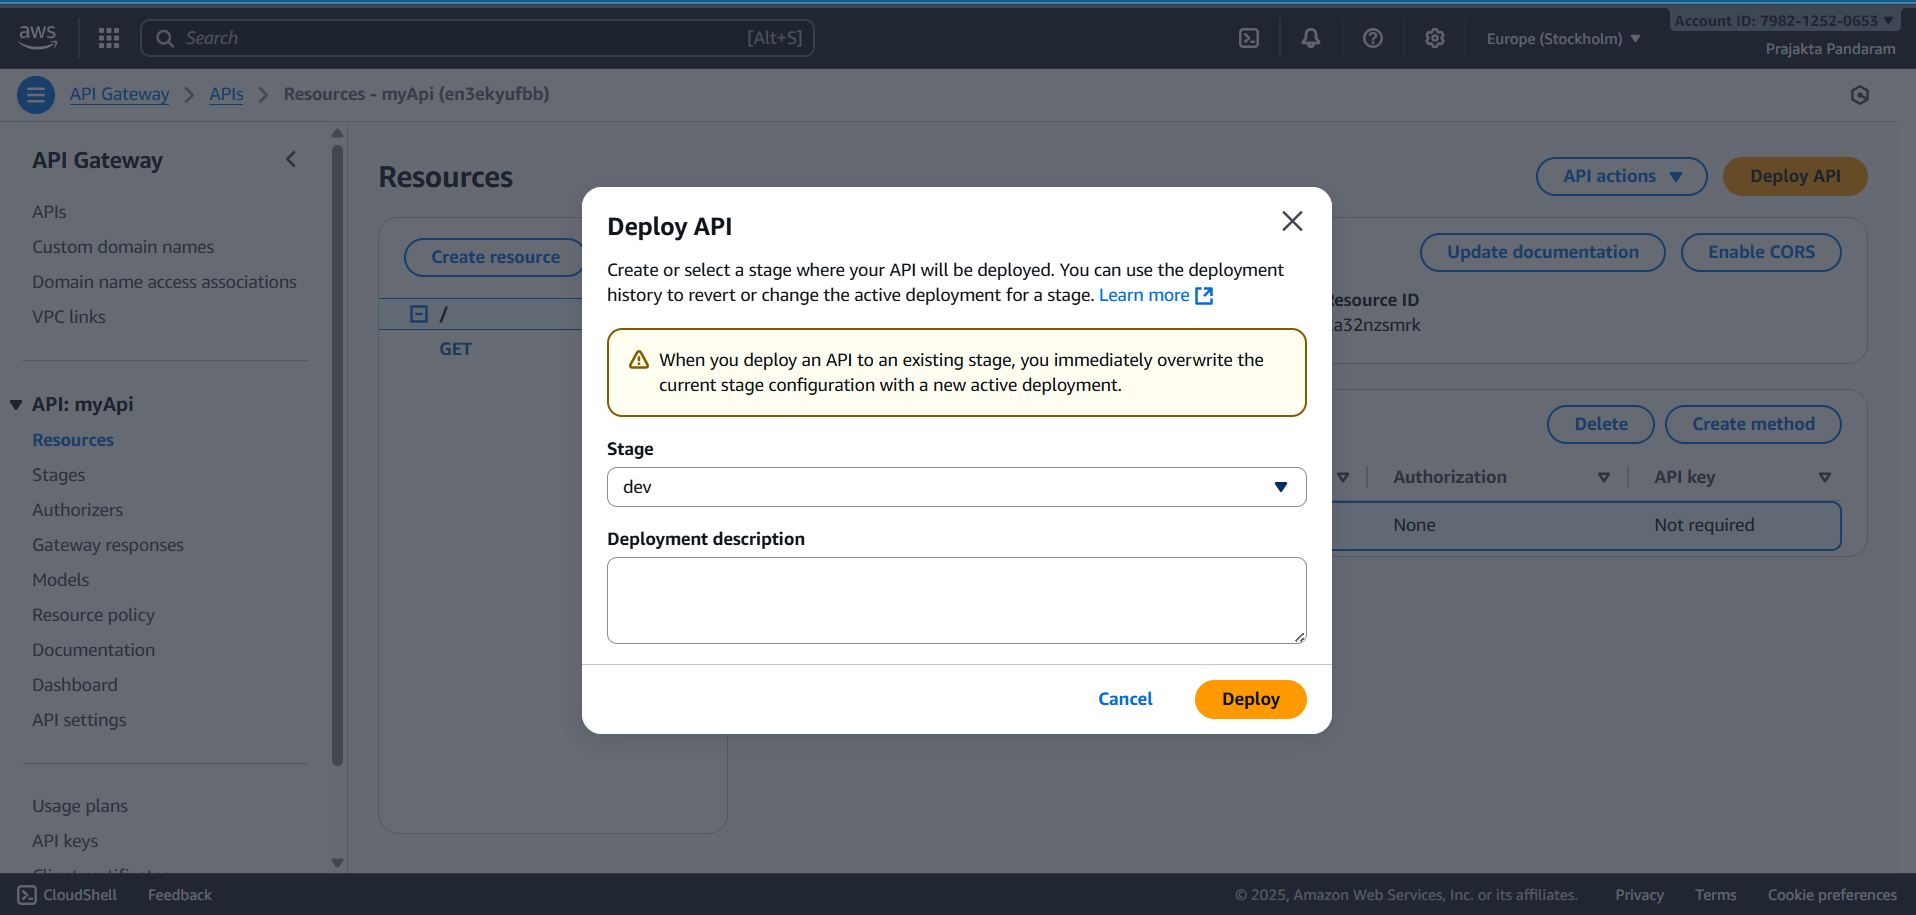 aws
Search
[Alt+S]
Europe (Stockholm)
Account ID: 7982-1252-0653
Prajakta Pandaram
API Gateway
APIs
Resources - myApi (en3ekyufbb)
API Gateway
APIs
Custom domain names
Domain name access associations
VPC links
API: myApi
Resources
Stages
Authorizers
Gateway responses
Models
Resource policy
Documentation
Dashboard
API settings
Usage plans
API keys
Resources
API actions
Deploy API
Create resource
/
GET
Update documentation
Enable CORS
Resource ID
a32nzsmrk
Delete
Create method
Authorization
API key
None
Not required
Deploy API
Create or select a stage where your API will be deployed. You can use the deployment
history to revert or change the active deployment for a stage. Learn more
When you deploy an API to an existing stage, you immediately overwrite the
current stage configuration with a new active deployment.
Stage
dev
Deployment description
Cancel
Deploy
CloudShell
Feedback
© 2025, Amazon Web Services, Inc. or its affiliates.
Privacy
Terms
Cookie preferences